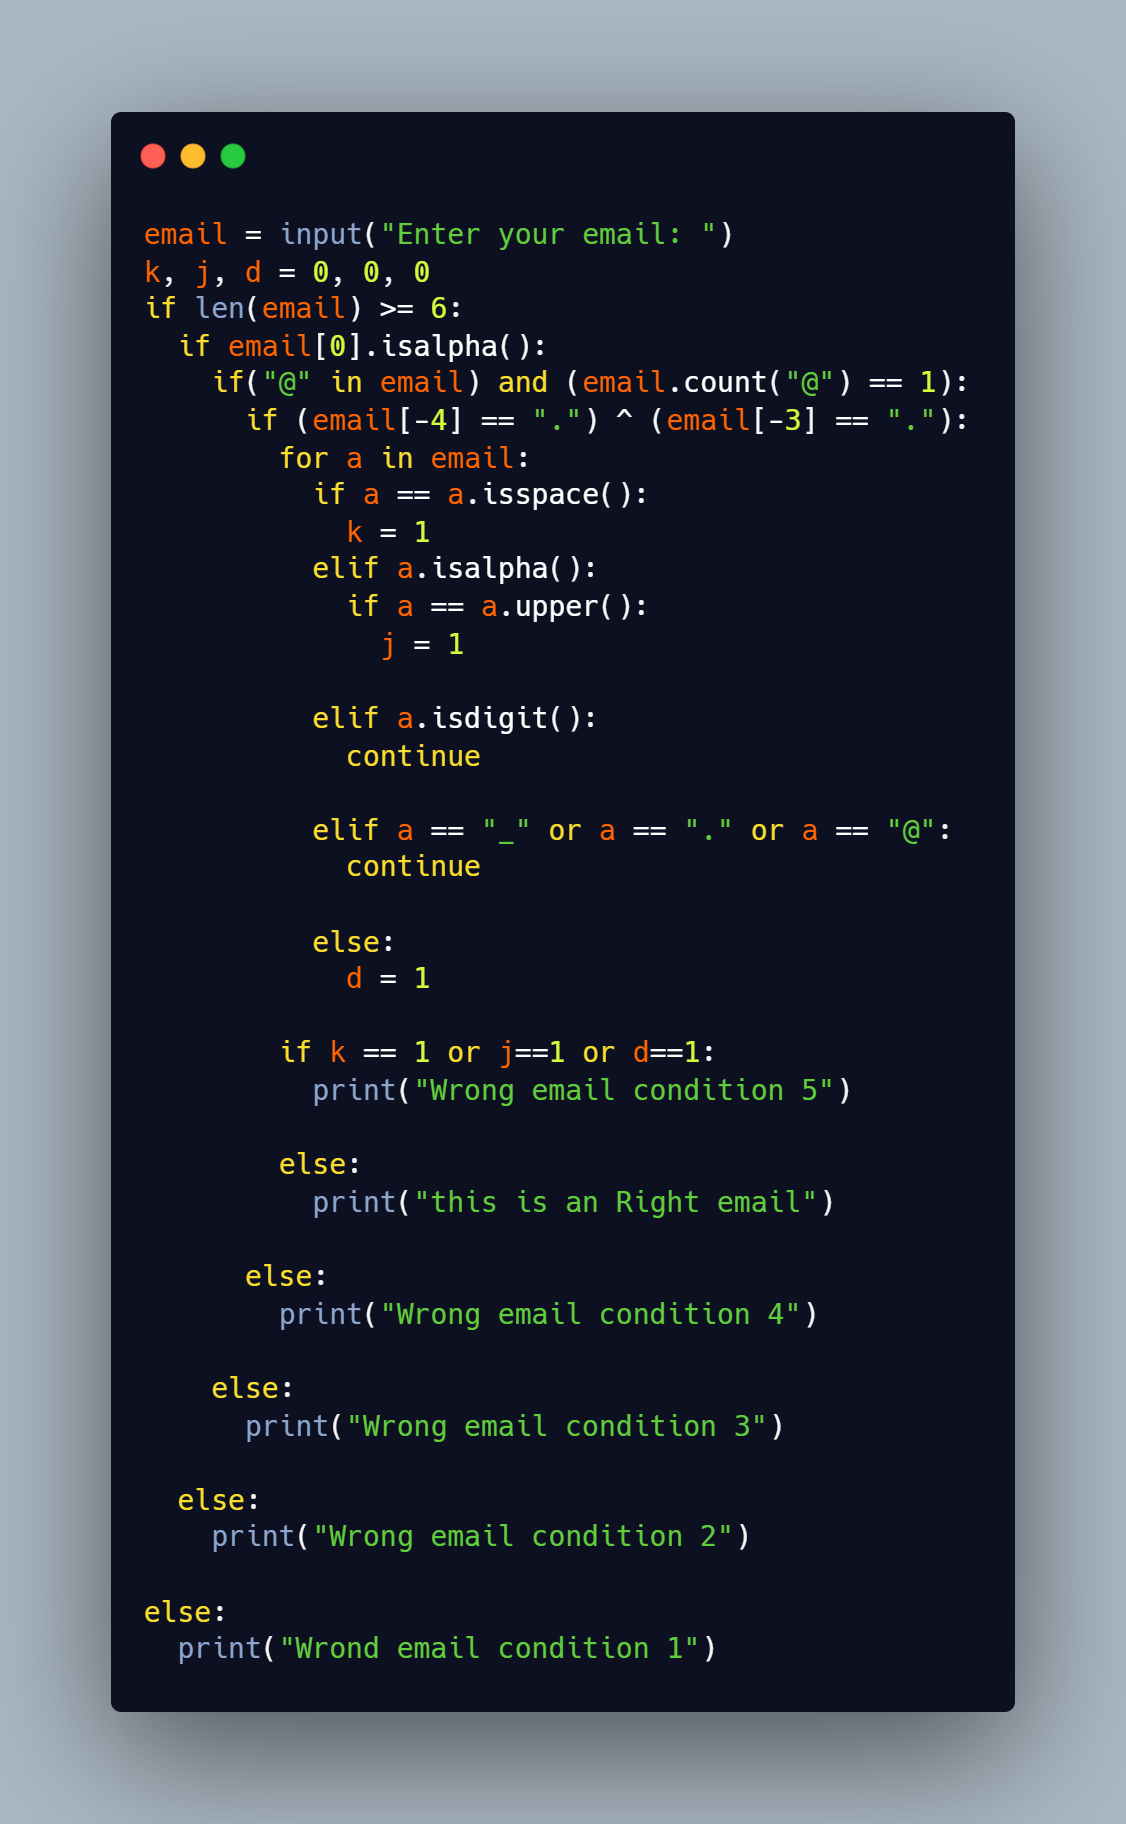 email = input("Enter your email: ")
k, j, d = 0, 0, 0
if len(email) >= 6:
  if email[0].isalpha():
    if("@" in email) and (email.count("@") == 1):
      if (email[-4] == ".") ^ (email[-3] == "."):
        for a in email:
          if a == a.isspace():
            k = 1
          elif a.isalpha():
            if a == a.upper():
              j = 1

          elif a.isdigit():
            continue

          elif a == "_" or a == "." or a == "@":
            continue

          else:
            d = 1

        if k == 1 or j==1 or d==1:
          print("Wrong email condition 5")

        else:
          print("this is an Right email")

      else:
        print("Wrong email condition 4")

    else:
      print("Wrong email condition 3")

  else:
    print("Wrong email condition 2")

else:
  print("Wrond email condition 1")